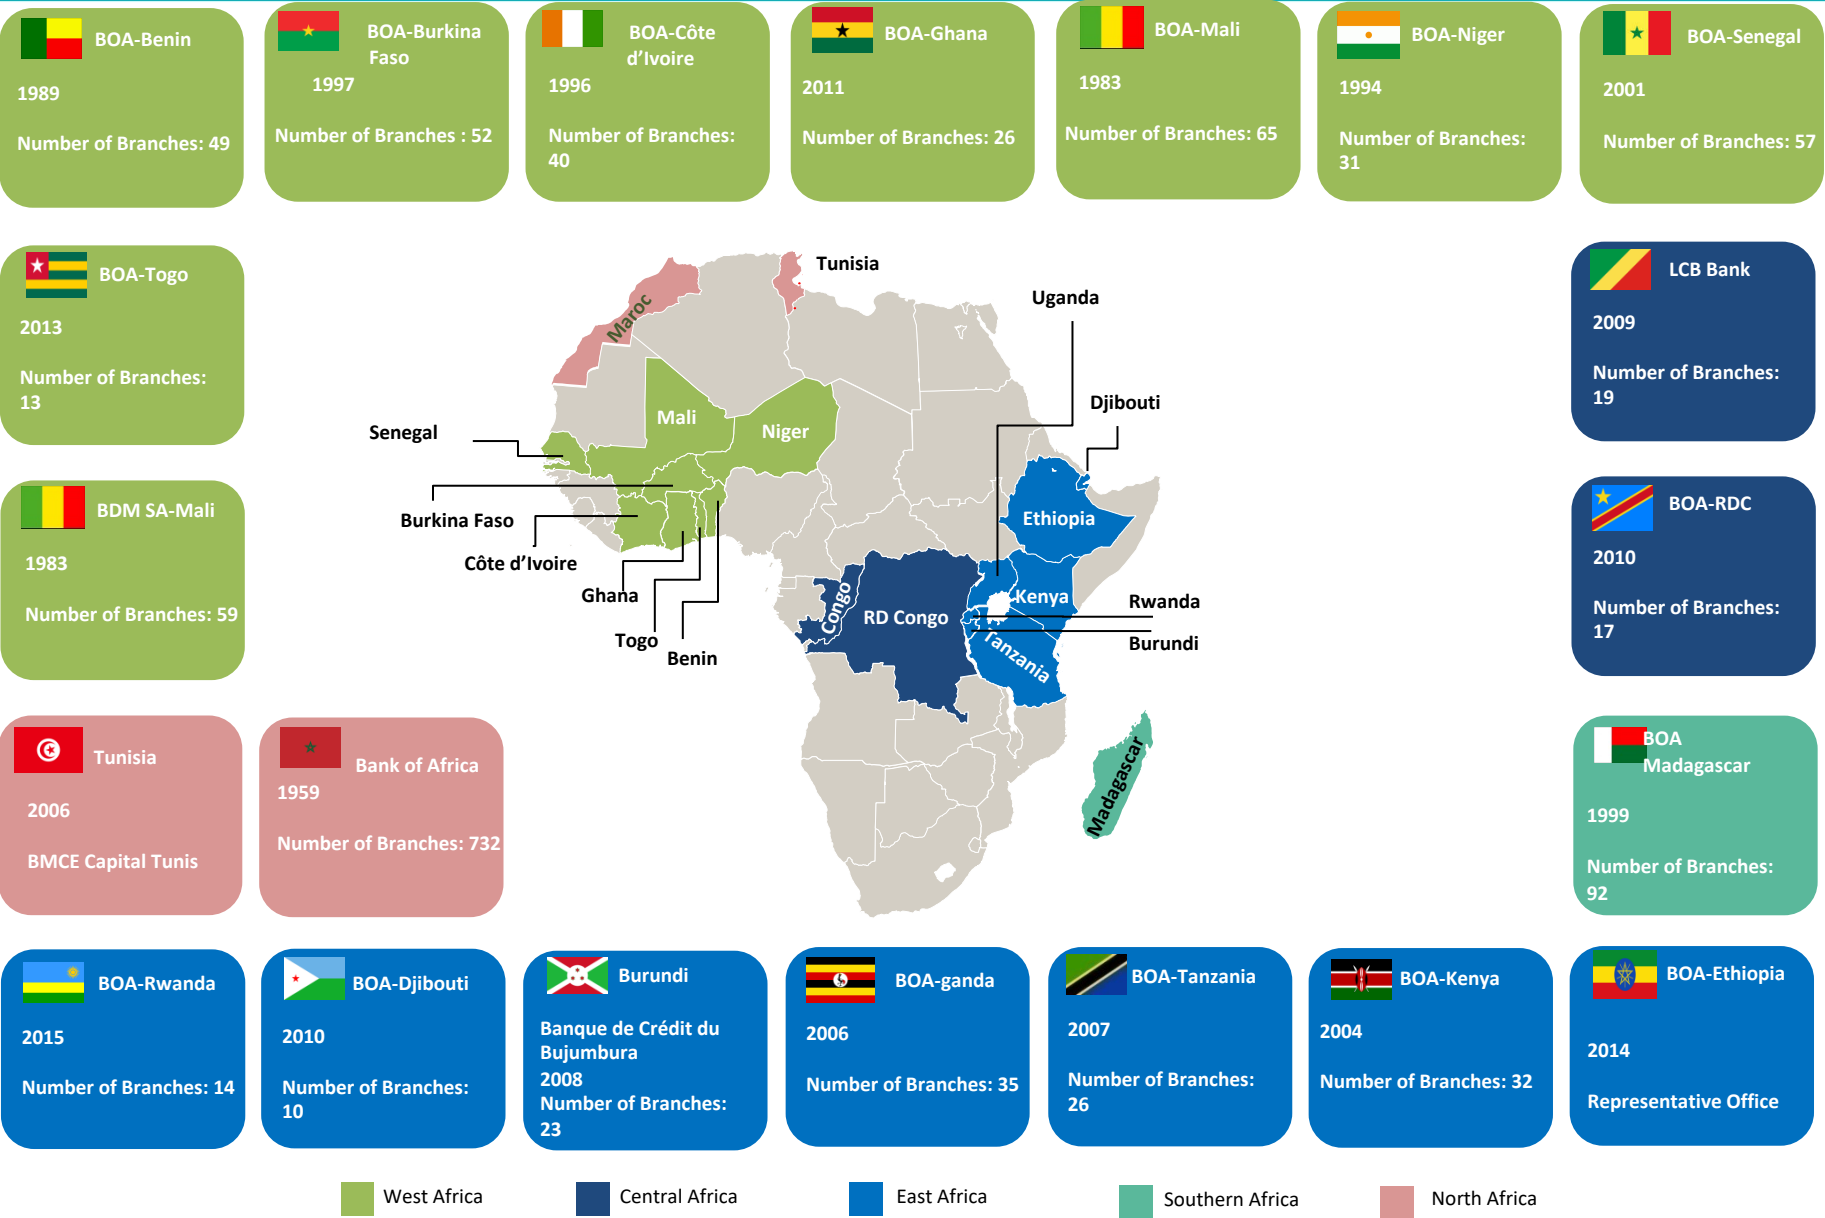 BOA-Benin
1989
Number of Branches: 49
BOA-Burkina
Faso
1997
Number of Branches : 52
BOA-Côte
d’Ivoire
1996
Number of Branches:
40
BOA-Ghana
2011
Number of Branches: 26
BOA-Mali
1983
Number of Branches: 65
BOA-Niger
1994
Number of Branches:
31
BOA-Senegal
2001
Number of Branches: 57
BOA-Togo
2013
Number of Branches:
13
LCB Bank
2009
Number of Branches:
19
BDM SA-Mali
1983
Number of Branches: 59
BOA-RDC
2010
Number of Branches:
17
Tunisia
Maroc
Uganda
Djibouti
Mali
Niger
Senegal
Burkina Faso
Côte d’Ivoire
Ghana
Togo
Benin
Ethiopia
Kenya
Congo
RD Congo
Tanzania
Rwanda
Burundi
Madagascar
Tunisia
2006
BMCE Capital Tunis
Bank of Africa
1959
Number of Branches: 732
BOA
Madagascar
1999
Number of Branches:
92
BOA-Rwanda
2015
Number of Branches: 14
BOA-Djibouti
2010
Number of Branches:
10
Burundi
Banque de Crédit du
Bujumbura
2008
Number of Branches:
23
BOA-ganda
2006
Number of Branches: 35
BOA-Tanzania
2007
Number of Branches:
26
BOA-Kenya
2004
Number of Branches: 32
BOA-Ethiopia
2014
Representative Office
West Africa
Central Africa
East Africa
Southern Africa
North Africa